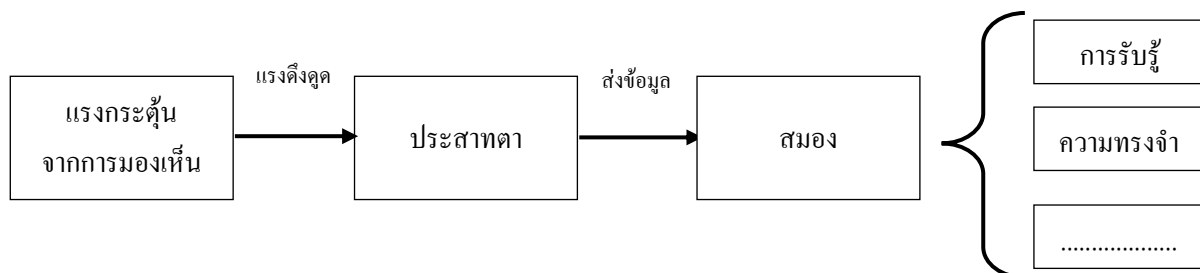 แรงกระตุ้น
จากการมองเห็น
แรงดึงดูด
ประสาทตา
ส่งข้อมูล
สมอง
การรับรู้
ความทรงจำ
...................